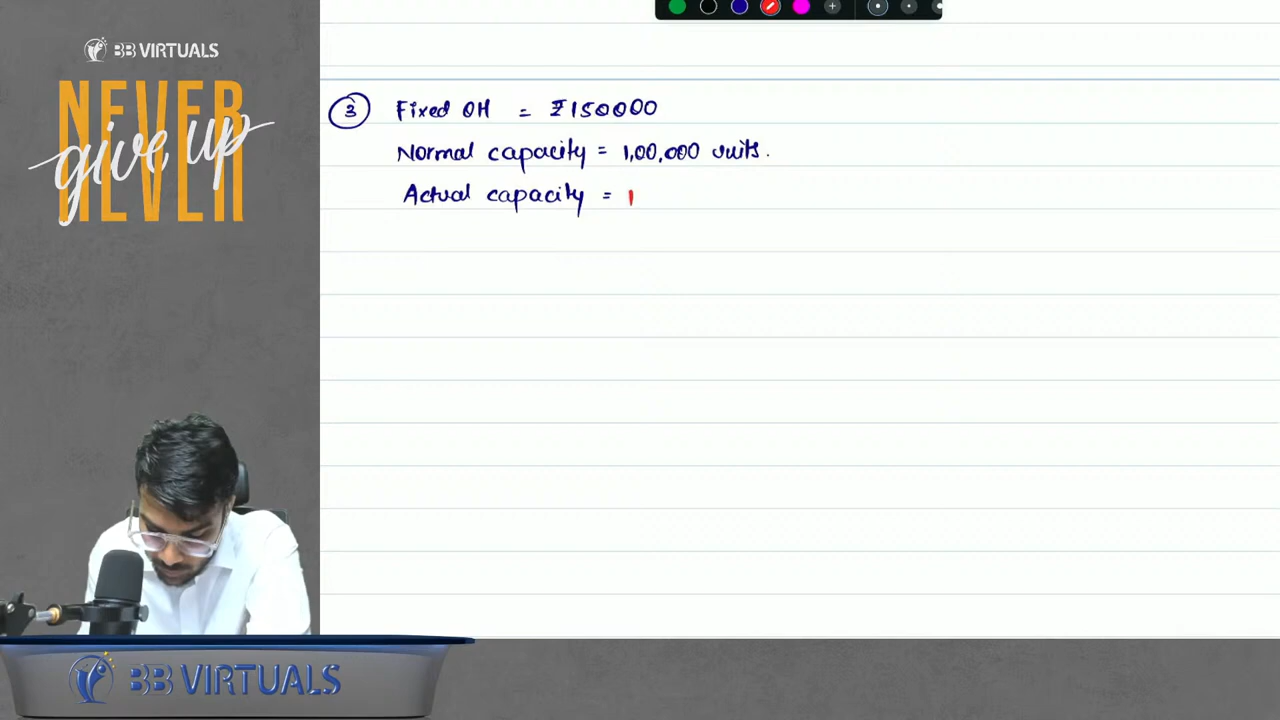 BB VIRTUALS
NEVER
give up
NEVER
3 Fixed OH = ₹150000
Normal capacity = 1,00,000 units.
Actual capacity = 1
BB VIRTUALS